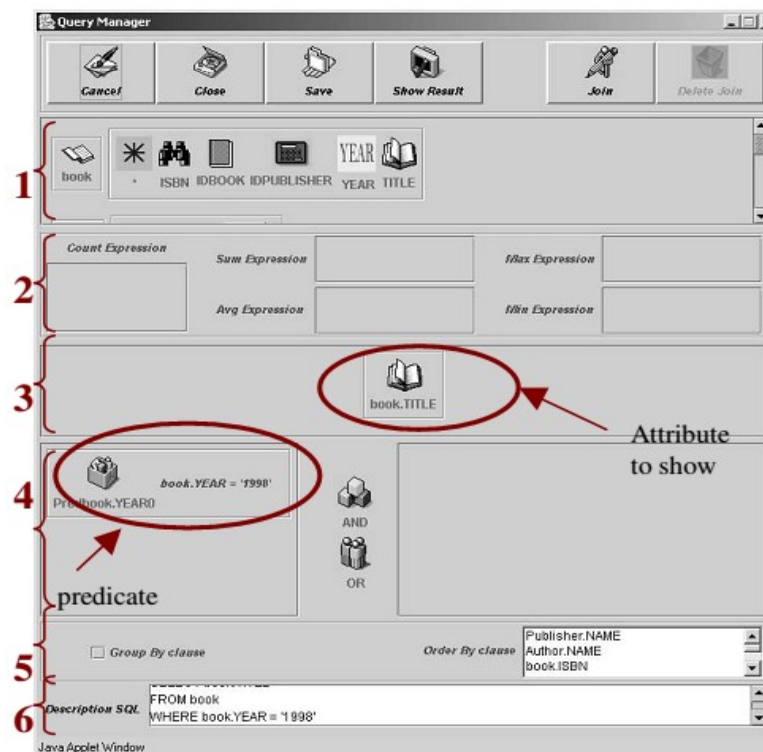 Query Manager
Cancel Close Save Show Result Join Delete Join
1
book * ISBN IDBOOK IDPUBLISHER YEAR YEAR TITLE
2
Count Expression Sum Expression Max Expression
Avg Expression Min Expression
3
book.TITLE
Attribute
to show
4
book.YEAR = '1998'
Predbook.YEAR0
AND
OR
predicate
5
Group By clause Order By clause
Publisher.NAME
Author.NAME
book.ISBN
6
Description SQL
FROM book
WHERE book.YEAR = '1998'
Java Applet Window